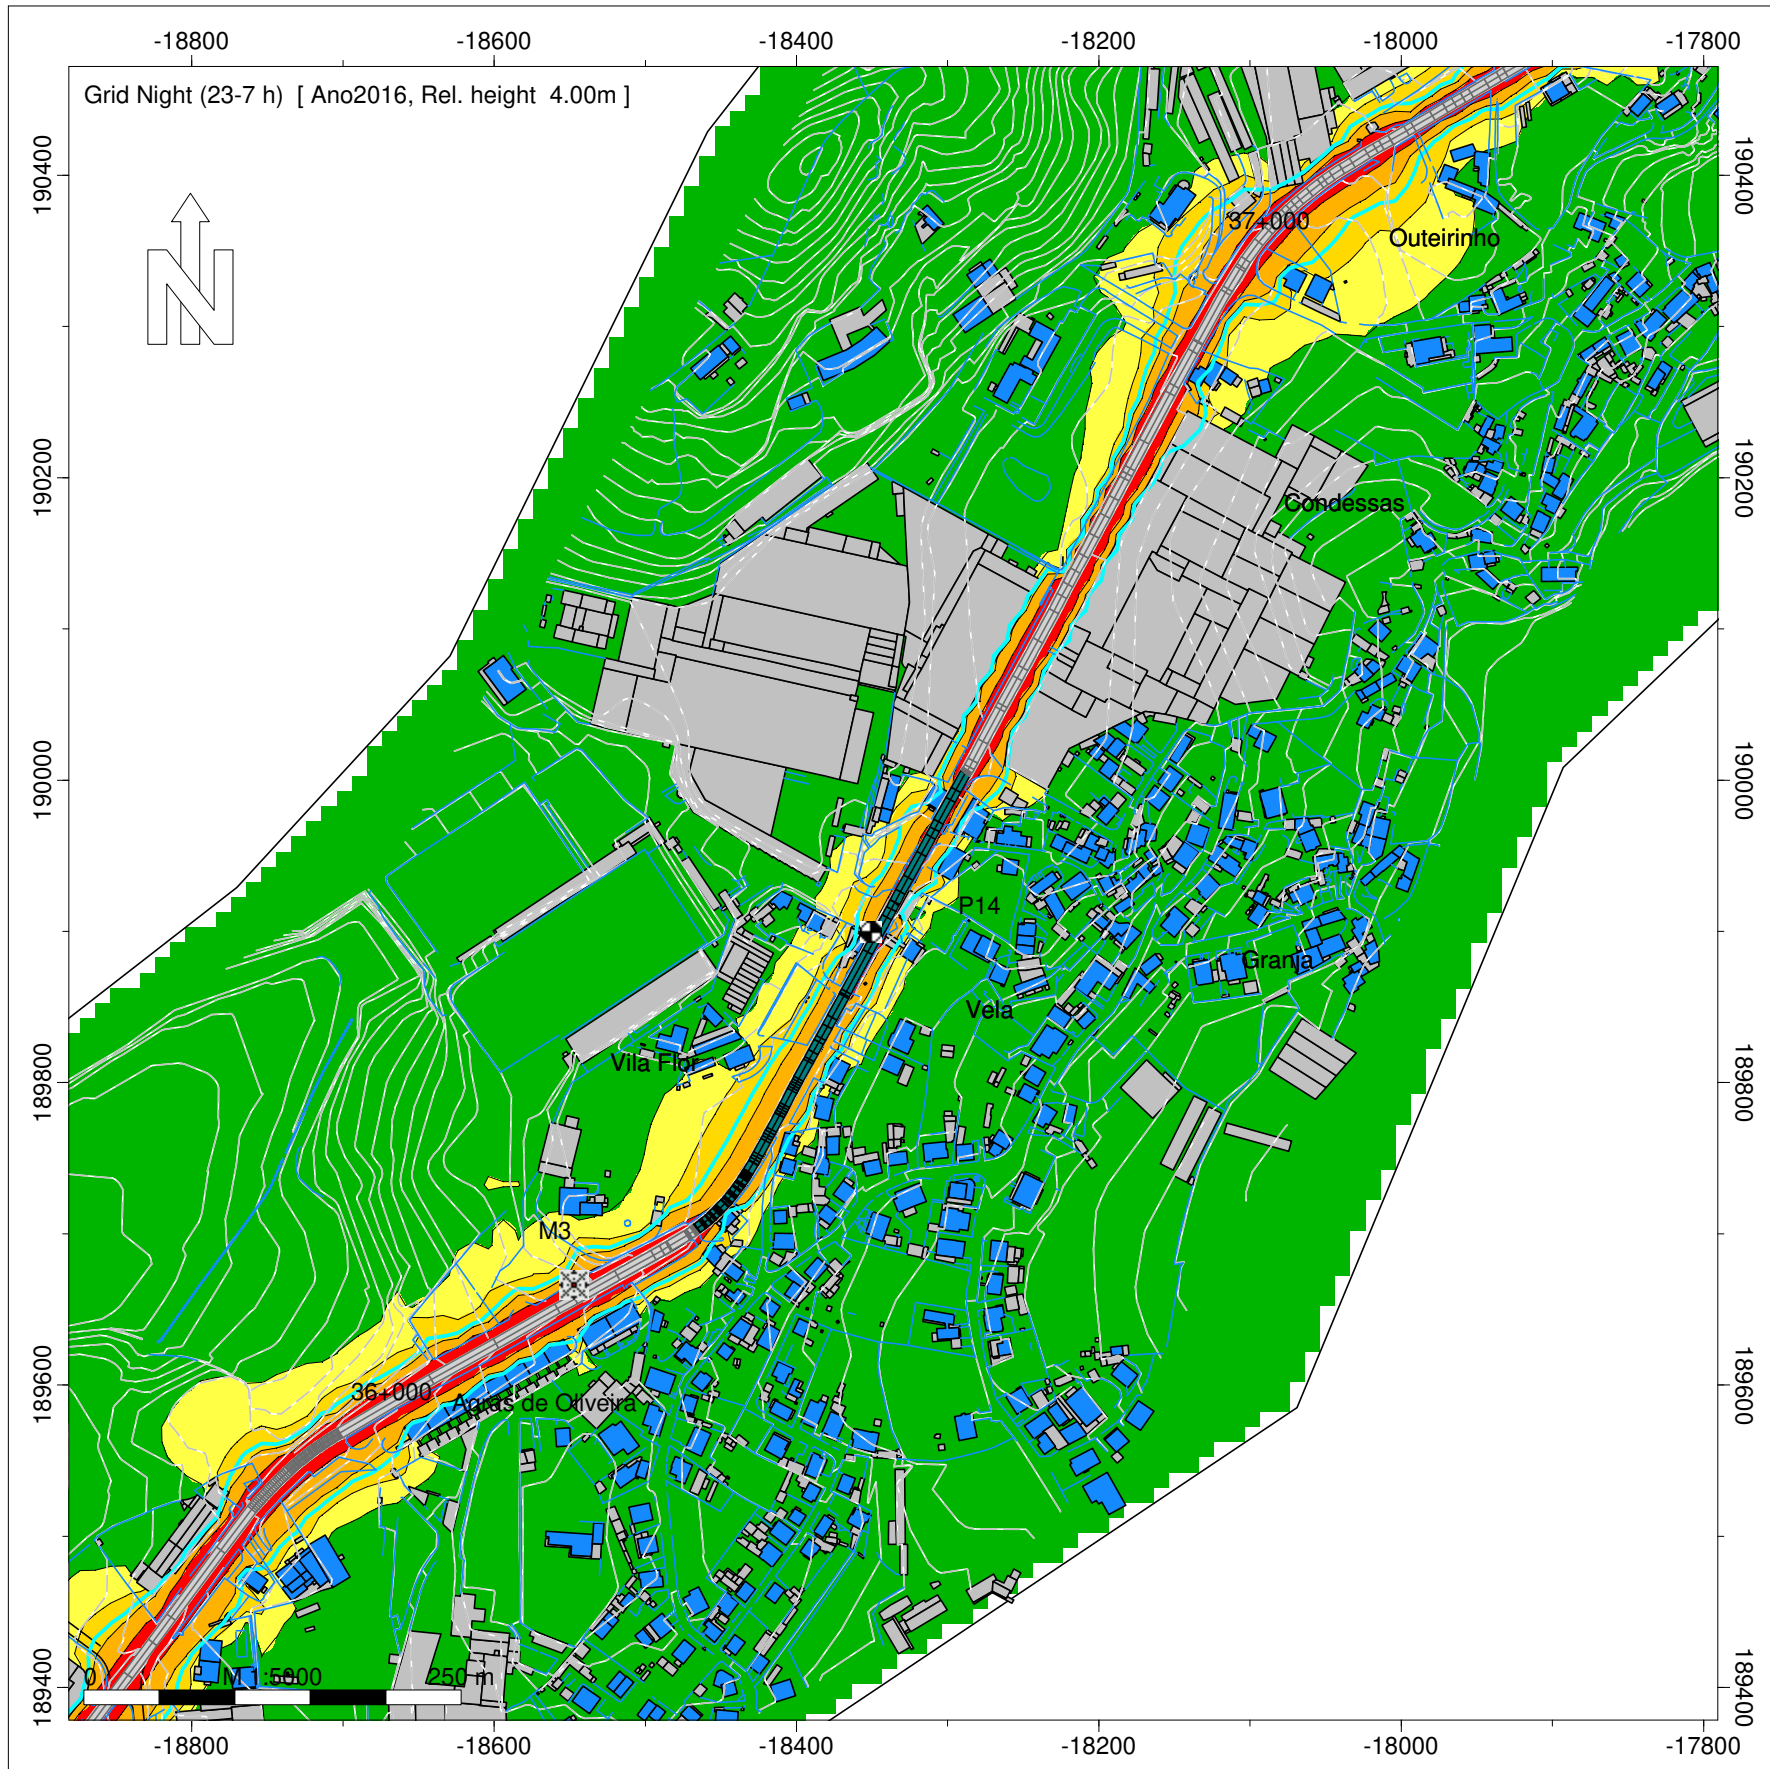 -18800 -18600 -18400 -18200 -18000 -17800
Grid Night (23-7 h) [ Ano2016, Rel. height 4.00m ]
190400 190400
N
37+000
Outeirinho
190200 190200
Condessas
190000 190000
P14
Granja
Vela
Vila Flor
189800 189800
M3
36+000
Agras de Oliveira
189600 189600
0 M 1:5000 250 m
189400 189400
-18800 -18600 -18400 -18200 -18000 -17800